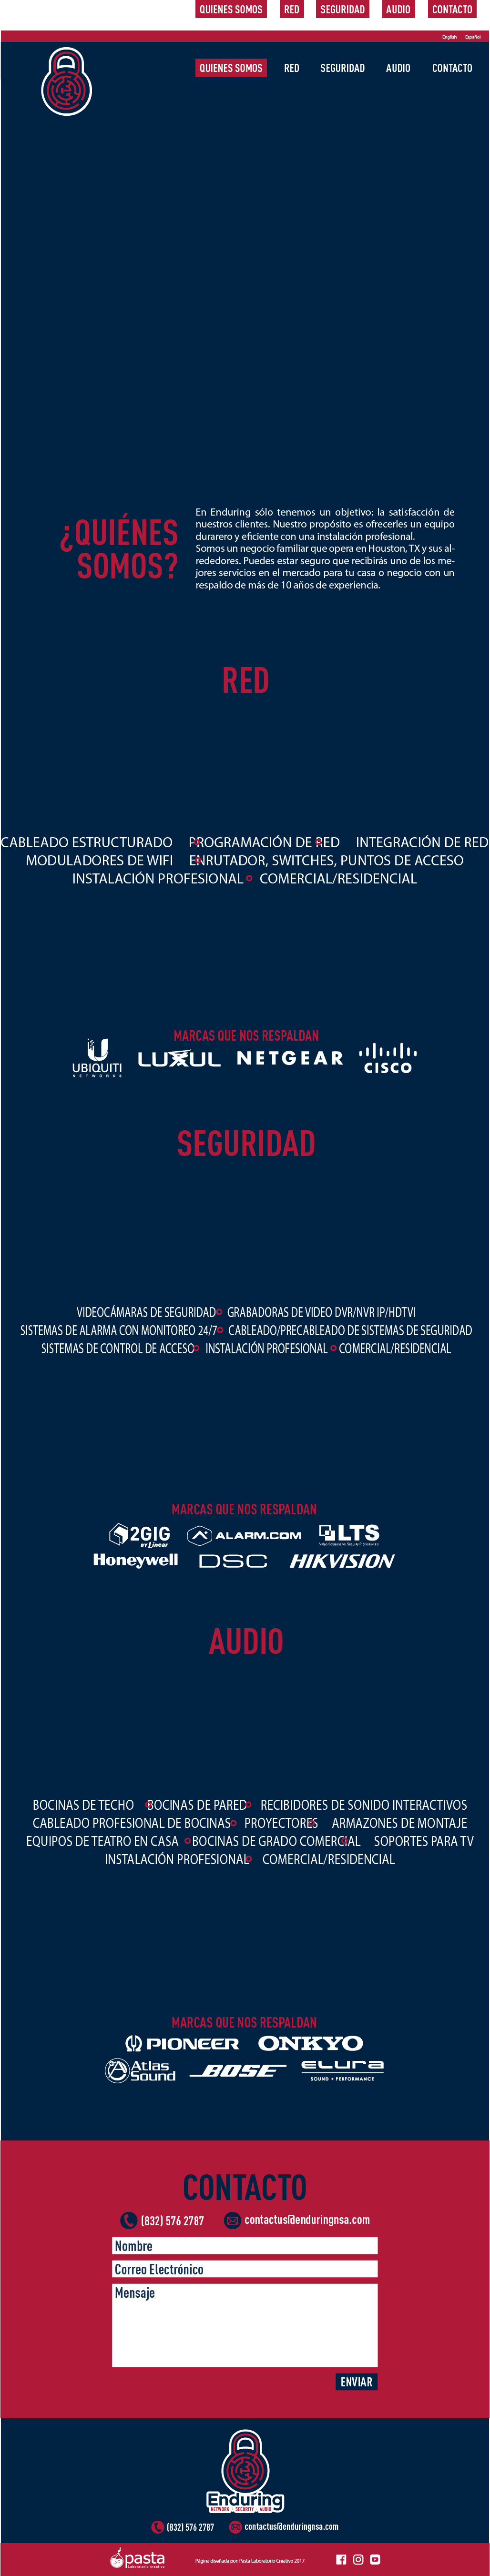 QUIENES SOMOS RED SEGURIDAD AUDIO CONTACTO
English Español
QUIENES SOMOS RED SEGURIDAD AUDIO CONTACTO
¿QUIÉNES
SOMOS?
En Enduring sólo tenemos un objetivo: la satisfacción de
nuestros clientes. Nuestro propósito es ofrecerles un equipo
durarero y eficiente con una instalación profesional.
Somos un negocio familiar que opera en Houston, TX y sus al-
rededores. Puedes estar seguro que recibirás uno de los me-
jores servicios en el mercado para tu casa o negocio con un
respaldo de más de 10 años de experiencia.
RED
CABLEADO ESTRUCTURADO PROGRAMACIÓN DE RED INTEGRACIÓN DE RED
MODULADORES DE WIFI ENRUTADOR, SWITCHES, PUNTOS DE ACCESO
INSTALACIÓN PROFESIONAL COMERCIAL/RESIDENCIAL
MARCAS QUE NOS RESPALDAN
UBIQUITI
NETWORKS
LUXUL
NETGEAR
CISCO
SEGURIDAD
VIDEOCÁMARAS DE SEGURIDAD GRABADORAS DE VIDEO DVR/NVR IP/HDTVI
SISTEMAS DE ALARMA CON MONITOREO 24/7 CABLEADO/PRECABLEADO DE SISTEMAS DE SEGURIDAD
SISTEMAS DE CONTROL DE ACCESO INSTALACIÓN PROFESIONAL COMERCIAL/RESIDENCIAL
MARCAS QUE NOS RESPALDAN
2GIG
BY Linear
ALARM.COM
LTS
Honeywell DSC HIKVISION
AUDIO
BOCINAS DE TECHO BOCINAS DE PARED RECIBIDORES DE SONIDO INTERACTIVOS
CABLEADO PROFESIONAL DE BOCINAS PROYECTORES ARMAZONES DE MONTAJE
EQUIPOS DE TEATRO EN CASA BOCINAS DE GRADO COMERCIAL SOPORTES PARA TV
INSTALACIÓN PROFESIONAL COMERCIAL/RESIDENCIAL
MARCAS QUE NOS RESPALDAN
PIONEER ONKYO
Atlas
Sound
BOSE
ELURA
SOUND + PERFORMANCE
CONTACTO
(832) 576 2787 contactus@enduringnsa.com
Nombre
Correo Electrónico
Mensaje
ENVIAR
Enduring
NETWORK SECURITY AUDIO
(832) 576 2787 contactus@enduringnsa.com
pasta
laboratorio creativo
Página diseñada por: Pasta Laboratorio Creativo 2017